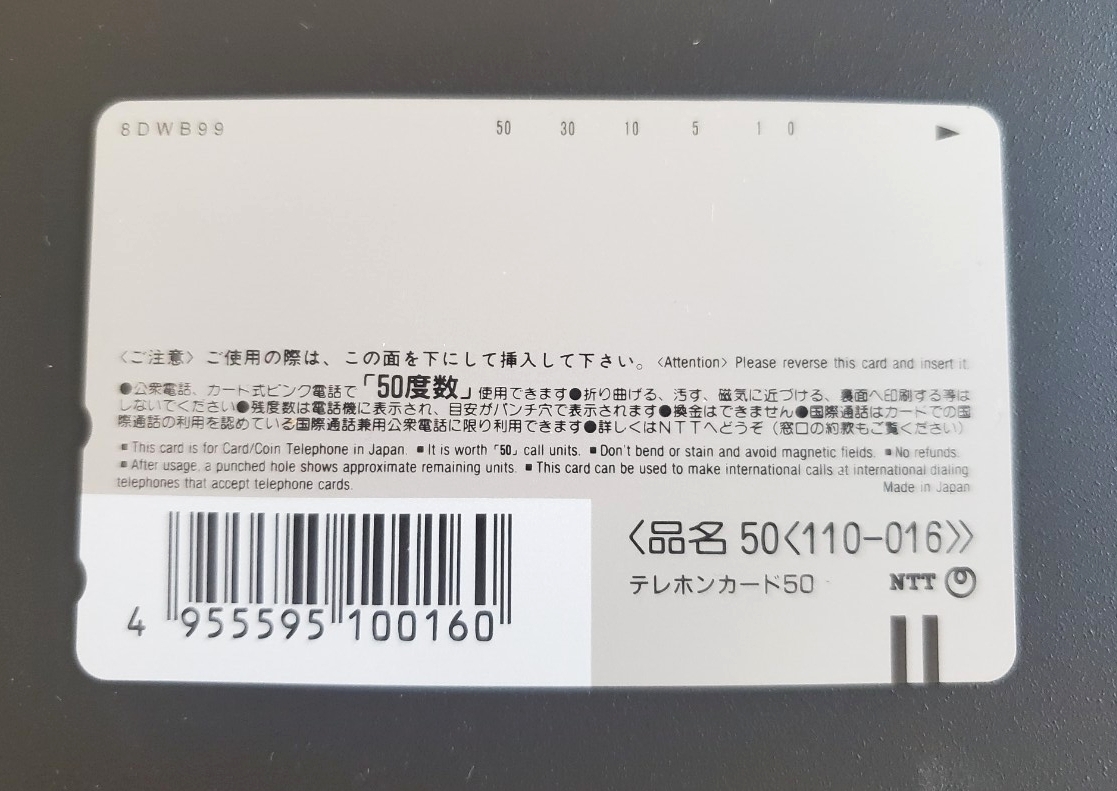 8DWB99 50 30 10 5 1 0
〈ご注意〉ご使用の際は、この面を下にして挿入して下さい。〈Attention〉 Please reverse this card and insert it.
●公衆電話、カード式ピンク電話で「50度数」使用できます●折り曲げる、汚す、磁気に近づける、裏面へ印刷する等は
しないでください●残度数は電話機に表示され、目安がパンチ穴で表示されます●換金はできません●国際通話はカードでの国
際通話の利用を認めている国際通話兼用公衆電話に限り利用できます●詳しくはNTTへどうぞ（窓口の約款もご覧ください）
■This card is for Card/Coin Telephone in Japan. ■It is worth「50」call units. ■Don't bend or stain and avoid magnetic fields. ■No refunds.
■After usage, a punched hole shows approximate remaining units. ■This card can be used to make international calls at international dialing
telephones that accept telephone cards.
Made in Japan
〈品名 50〈110-016〉〉
テレホンカード50 NTT
4 955595 100160